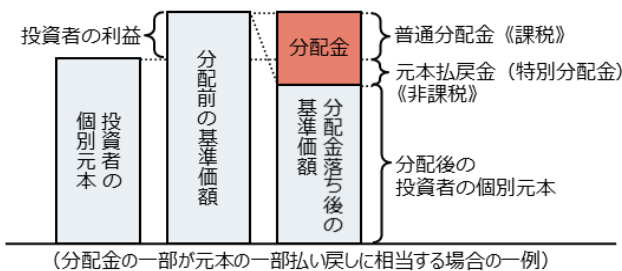 投資者の利益
投資者の
個別元本
分配前の基準価額
分配金
分配金落ち後の
基準価額
普通分配金《課税》
元本払戻金（特別分配金）
《非課税》
分配後の
投資者の個別元本
（分配金の一部が元本の一部払い戻しに相当する場合の一例）